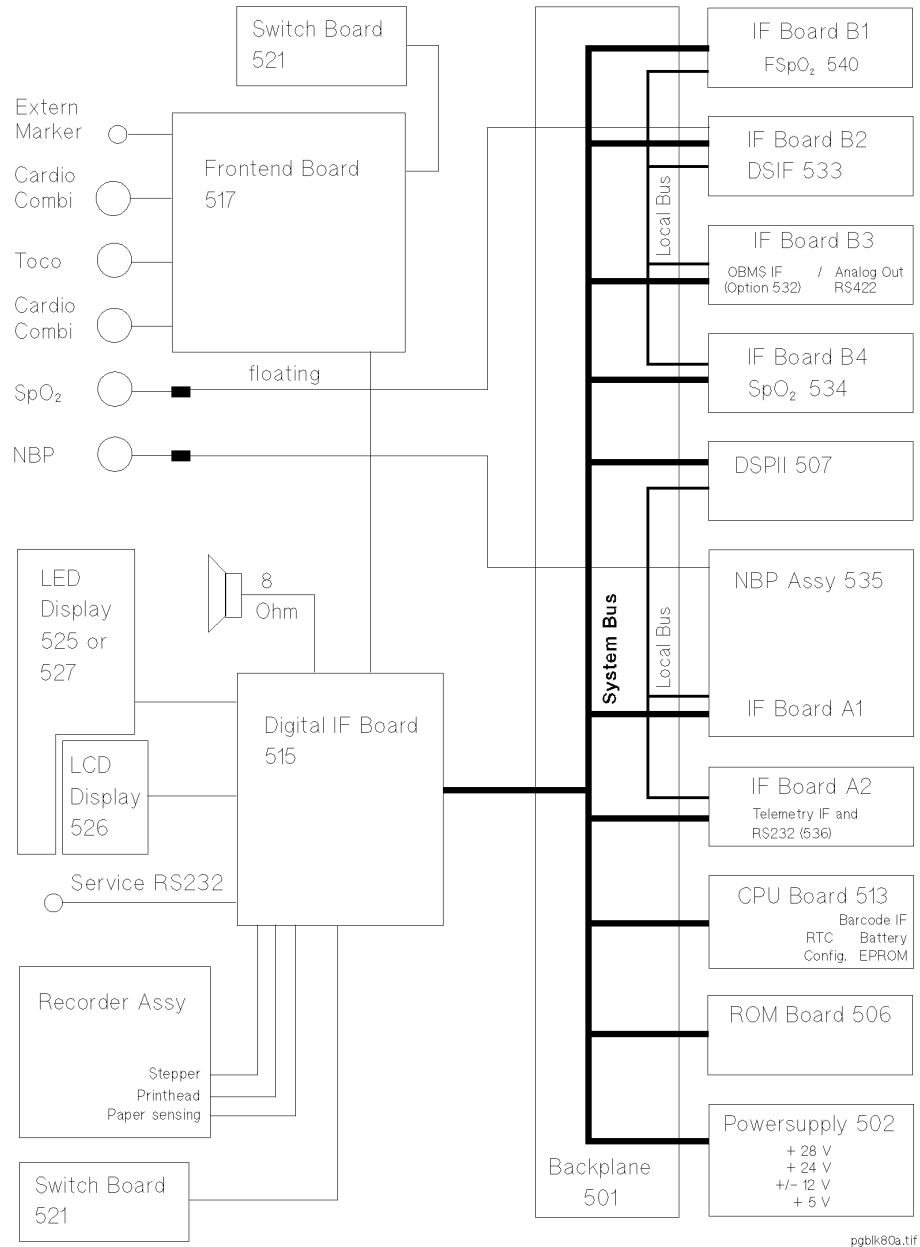 Switch Board
521
Extern
Marker
Cardio
Combi
Toco
Cardio
Combi
SpO₂
NBP
Frontend Board
517
floating
LED
Display
525 or
527
8
Ohm
LCD
Display
526
Digital IF Board
515
Service RS232
Recorder Assy
Stepper
Printhead
Paper sensing
Switch Board
521
Backplane
501
System Bus
Local Bus
Local Bus
IF Board B1
FSpO₂ 540
IF Board B2
DSIF 533
IF Board B3
OBMS IF / Analog Out
(Option 532) RS422
IF Board B4
SpO₂ 534
DSPII 507
NBP Assy 535
IF Board A1
IF Board A2
Telemetry IF and
RS232 (536)
CPU Board 513
Barcode IF
RTC Battery
Config. EPROM
ROM Board 506
Powersupply 502
+ 28 V
+ 24 V
+/- 12 V
+ 5 V
pgblk80a.tif